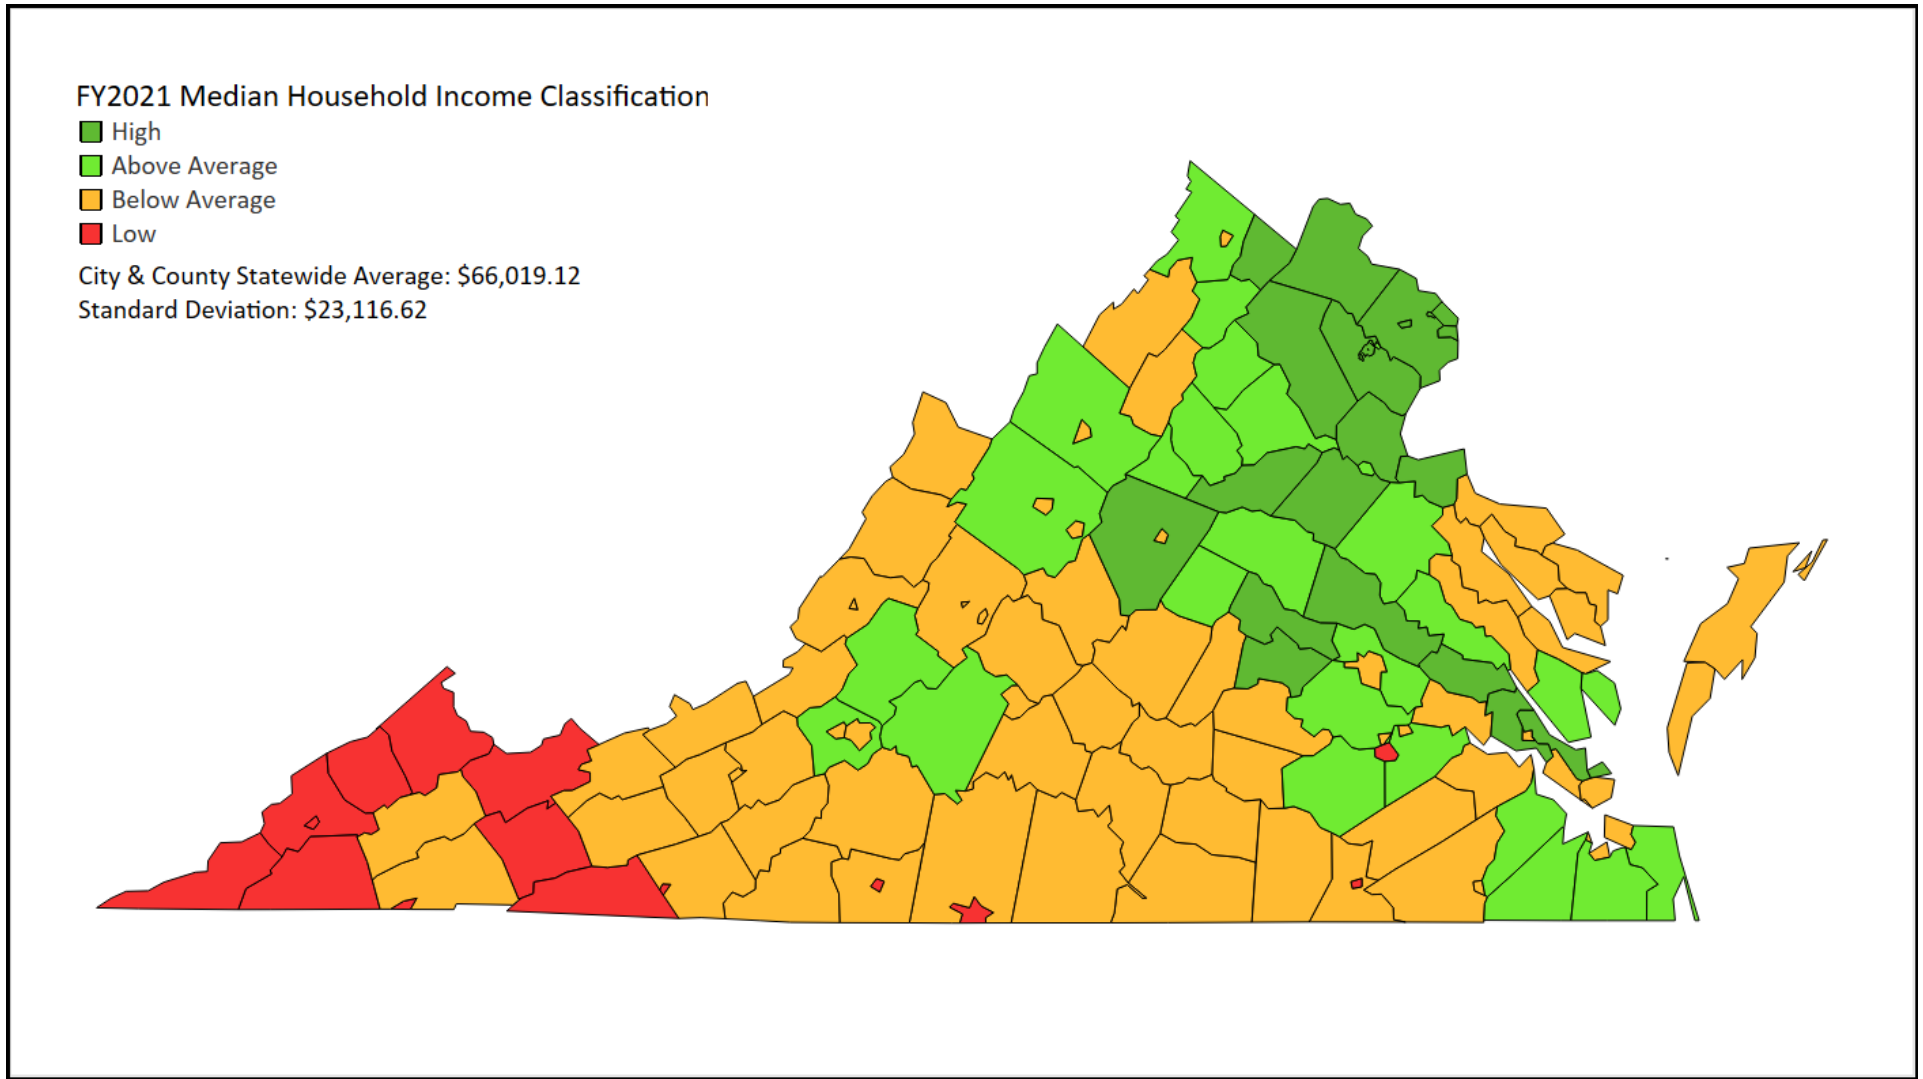 FY2021 Median Household Income Classification
High
Above Average
Below Average
Low
City & County Statewide Average: $66,019.12
Standard Deviation: $23,116.62